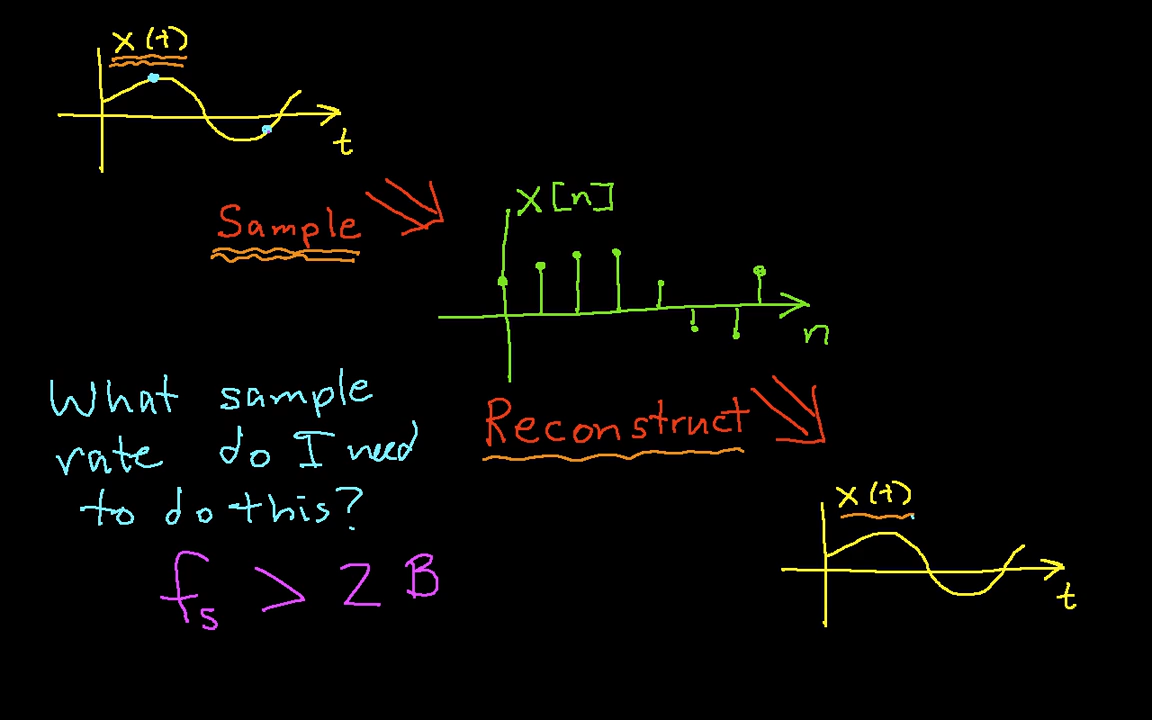 x(t)
t
Sample
x[n]
n
What sample
rate do I need
to do this?
fs > 2B
Reconstruct
x(t)
t